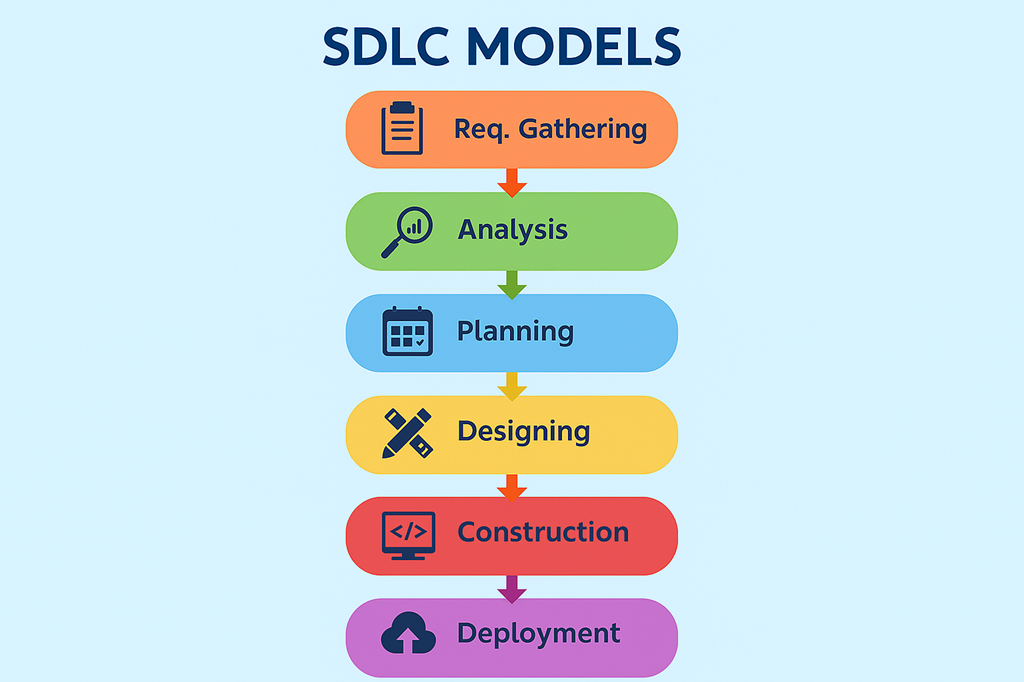 SDLC MODELS
Req. Gathering
Analysis
Planning
Designing
</>
Construction
Deployment